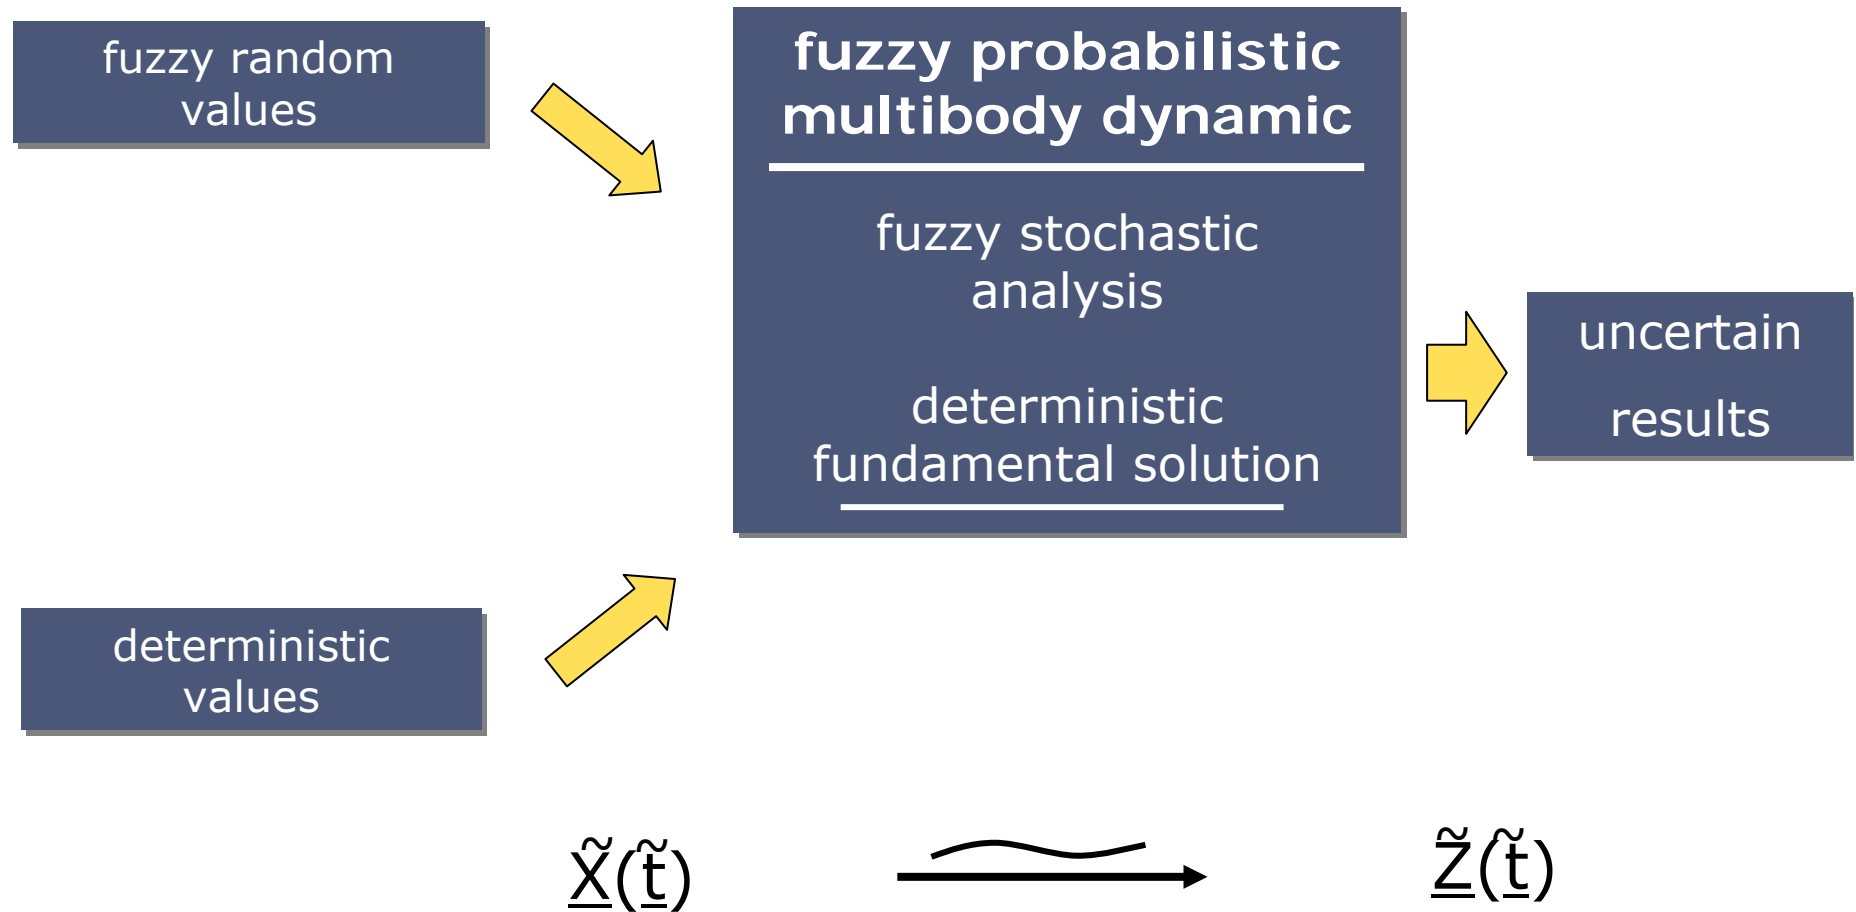 fuzzy random
values
fuzzy probabilistic
multibody dynamic
fuzzy stochastic
analysis
deterministic
fundamental solution
uncertain
results
deterministic
values
X̲̃(t̲̃)
Z̲̃(t̲̃)